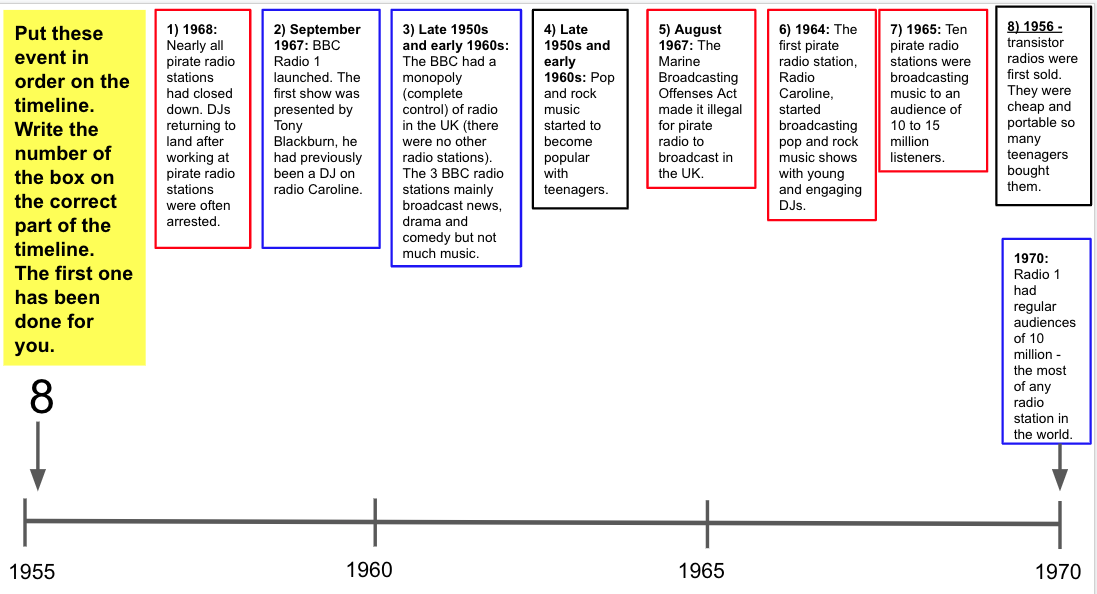 Put these
event in
order on the
timeline.
Write the
number of
the box on
the correct
part of the
timeline.
The first one
has been
done for
you.
1) 1968:
Nearly all
pirate radio
stations
had closed
down. DJs
returning to
land after
working at
pirate radio
stations
were often
arrested.
2) September
1967: BBC
Radio 1
launched. The
first show was
presented by
Tony
Blackburn, he
had previously
been a DJ on
radio Caroline.
3) Late 1950s
and early 1960s:
The BBC had a
monopoly
(complete
control) of radio
in the UK (there
were no other
radio stations).
The 3 BBC radio
stations mainly
broadcast news,
drama and
comedy but not
much music.
4) Late
1950s and
early
1960s: Pop
and rock
music
started to
become
popular
with
teenagers.
5) August
1967: The
Marine
Broadcasting
Offenses Act
made it illegal
for pirate
radio to
broadcast in
the UK.
6) 1964: The
first pirate
radio station,
Radio
Caroline,
started
broadcasting
pop and rock
music shows
with young
and engaging
DJs.
7) 1965: Ten
pirate radio
stations were
broadcasting
music to an
audience of
10 to 15
million
listeners.
8) 1956 -
transistor
radios were
first sold.
They were
cheap and
portable so
many
teenagers
bought
them.
1970:
Radio 1
had
regular
audiences
of 10
million -
the most
of any
radio
station in
the world.
8
1955
1960
1965
1970